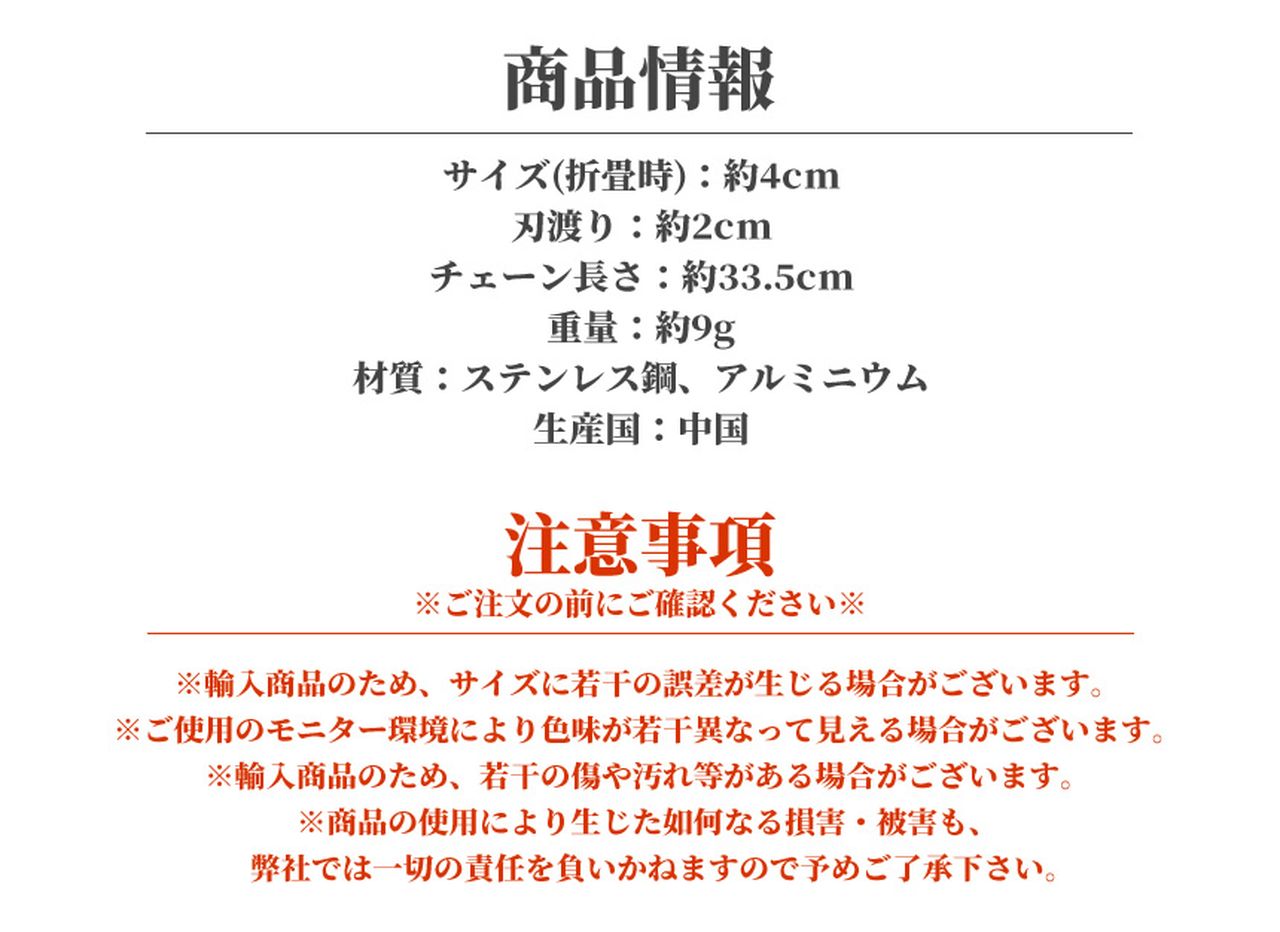 商品情報
サイズ(折畳時)：約4cm
刃渡り：約2cm
チェーン長さ：約33.5cm
重量：約9g
材質：ステンレス鋼、アルミニウム
生産国：中国
注意事項
※ご注文の前にご確認ください※
※輸入商品のため、サイズに若干の誤差が生じる場合がございます。
※ご使用のモニター環境により色味が若干異なって見える場合がございます。
※輸入商品のため、若干の傷や汚れ等がある場合がございます。
※商品の使用により生じた如何なる損害・被害も、
弊社では一切の責任を負いかねますので予めご了承下さい。